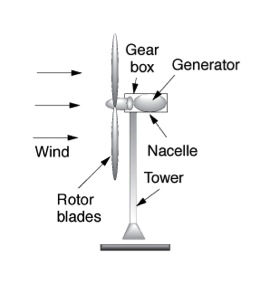 Gear
box
Generator
Wind
Nacelle
Tower
Rotor
blades